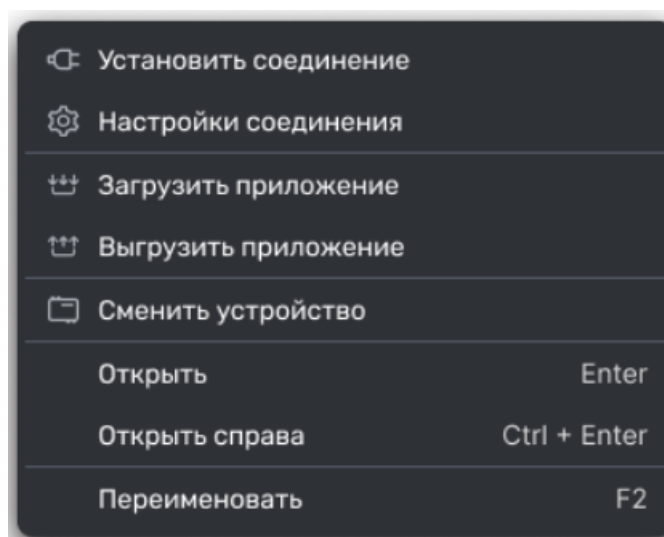 Установить соединение
Настройки соединения
Загрузить приложение
Выгрузить приложение
Сменить устройство
Открыть Enter
Открыть справа Ctrl + Enter
Переименовать F2